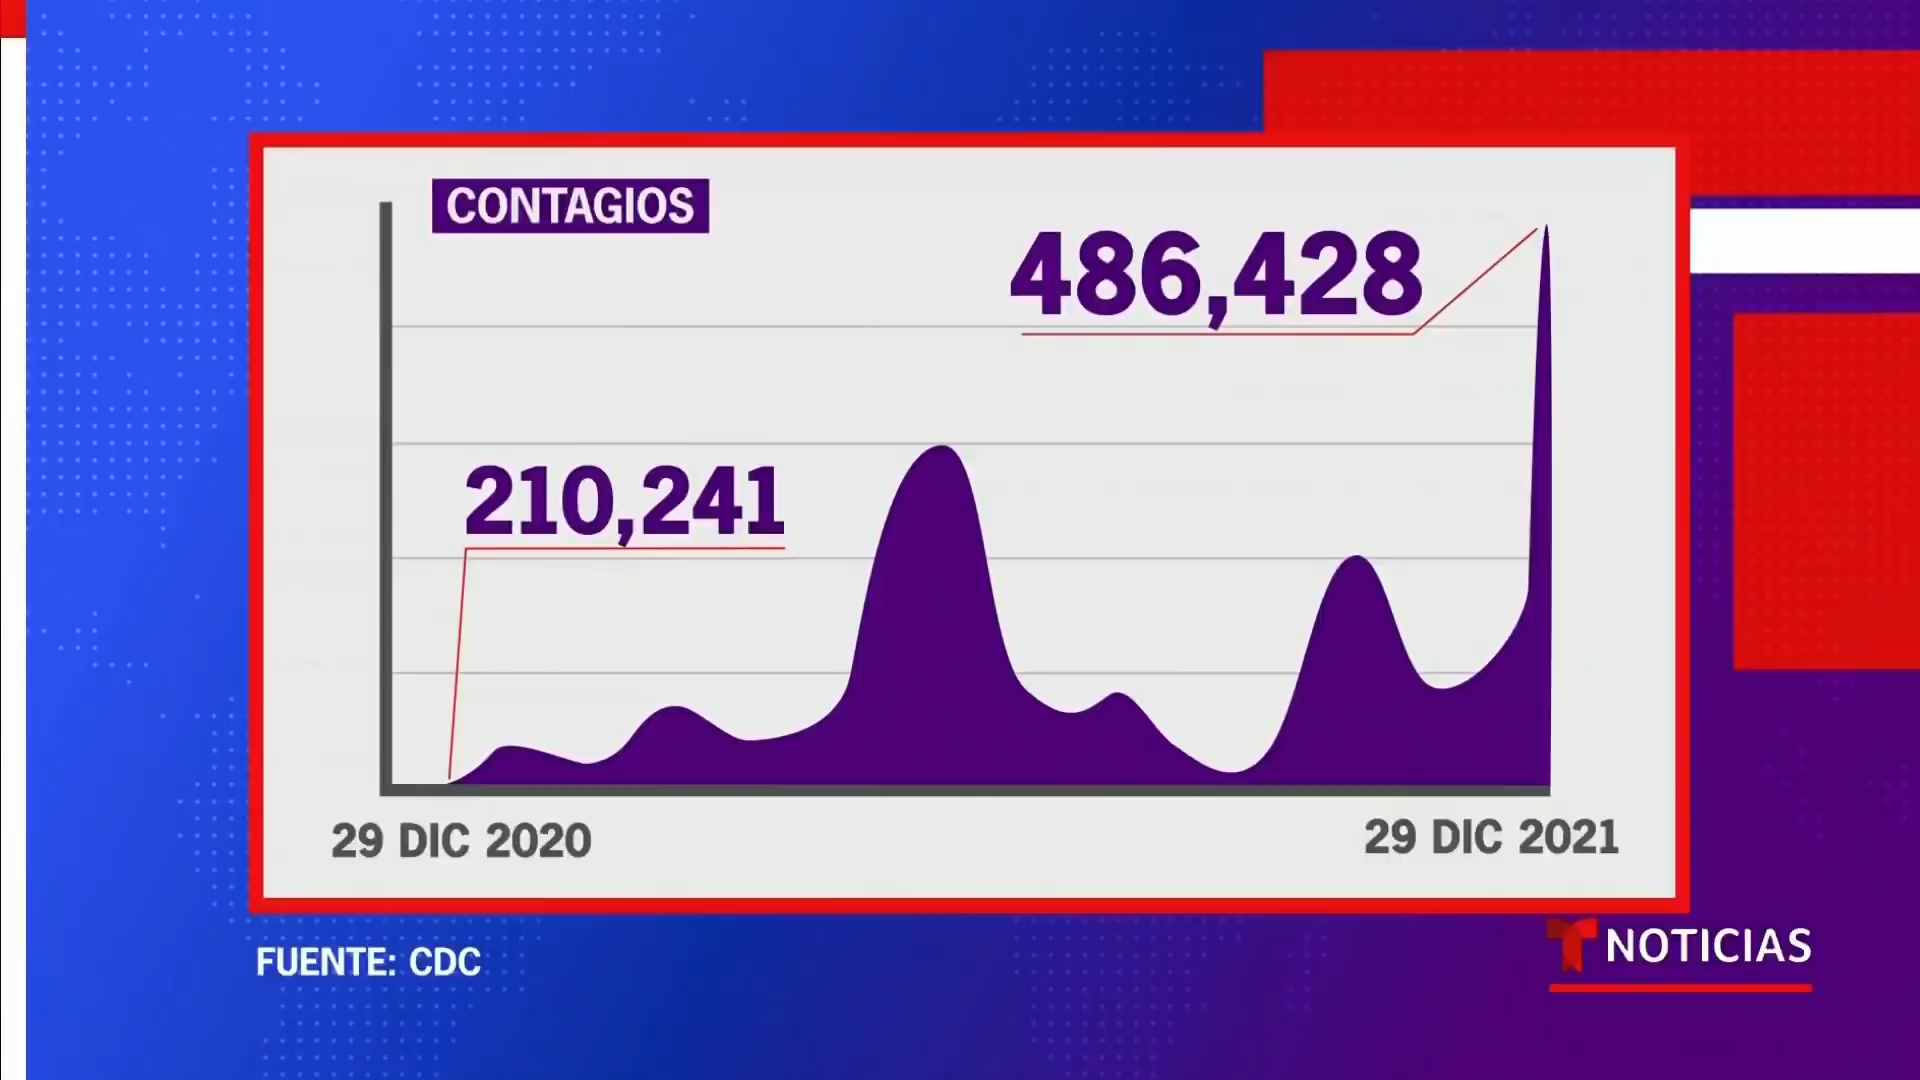 CONTAGIOS
486,428
210,241
29 DIC 2020
29 DIC 2021
FUENTE: CDC
NOTICIAS